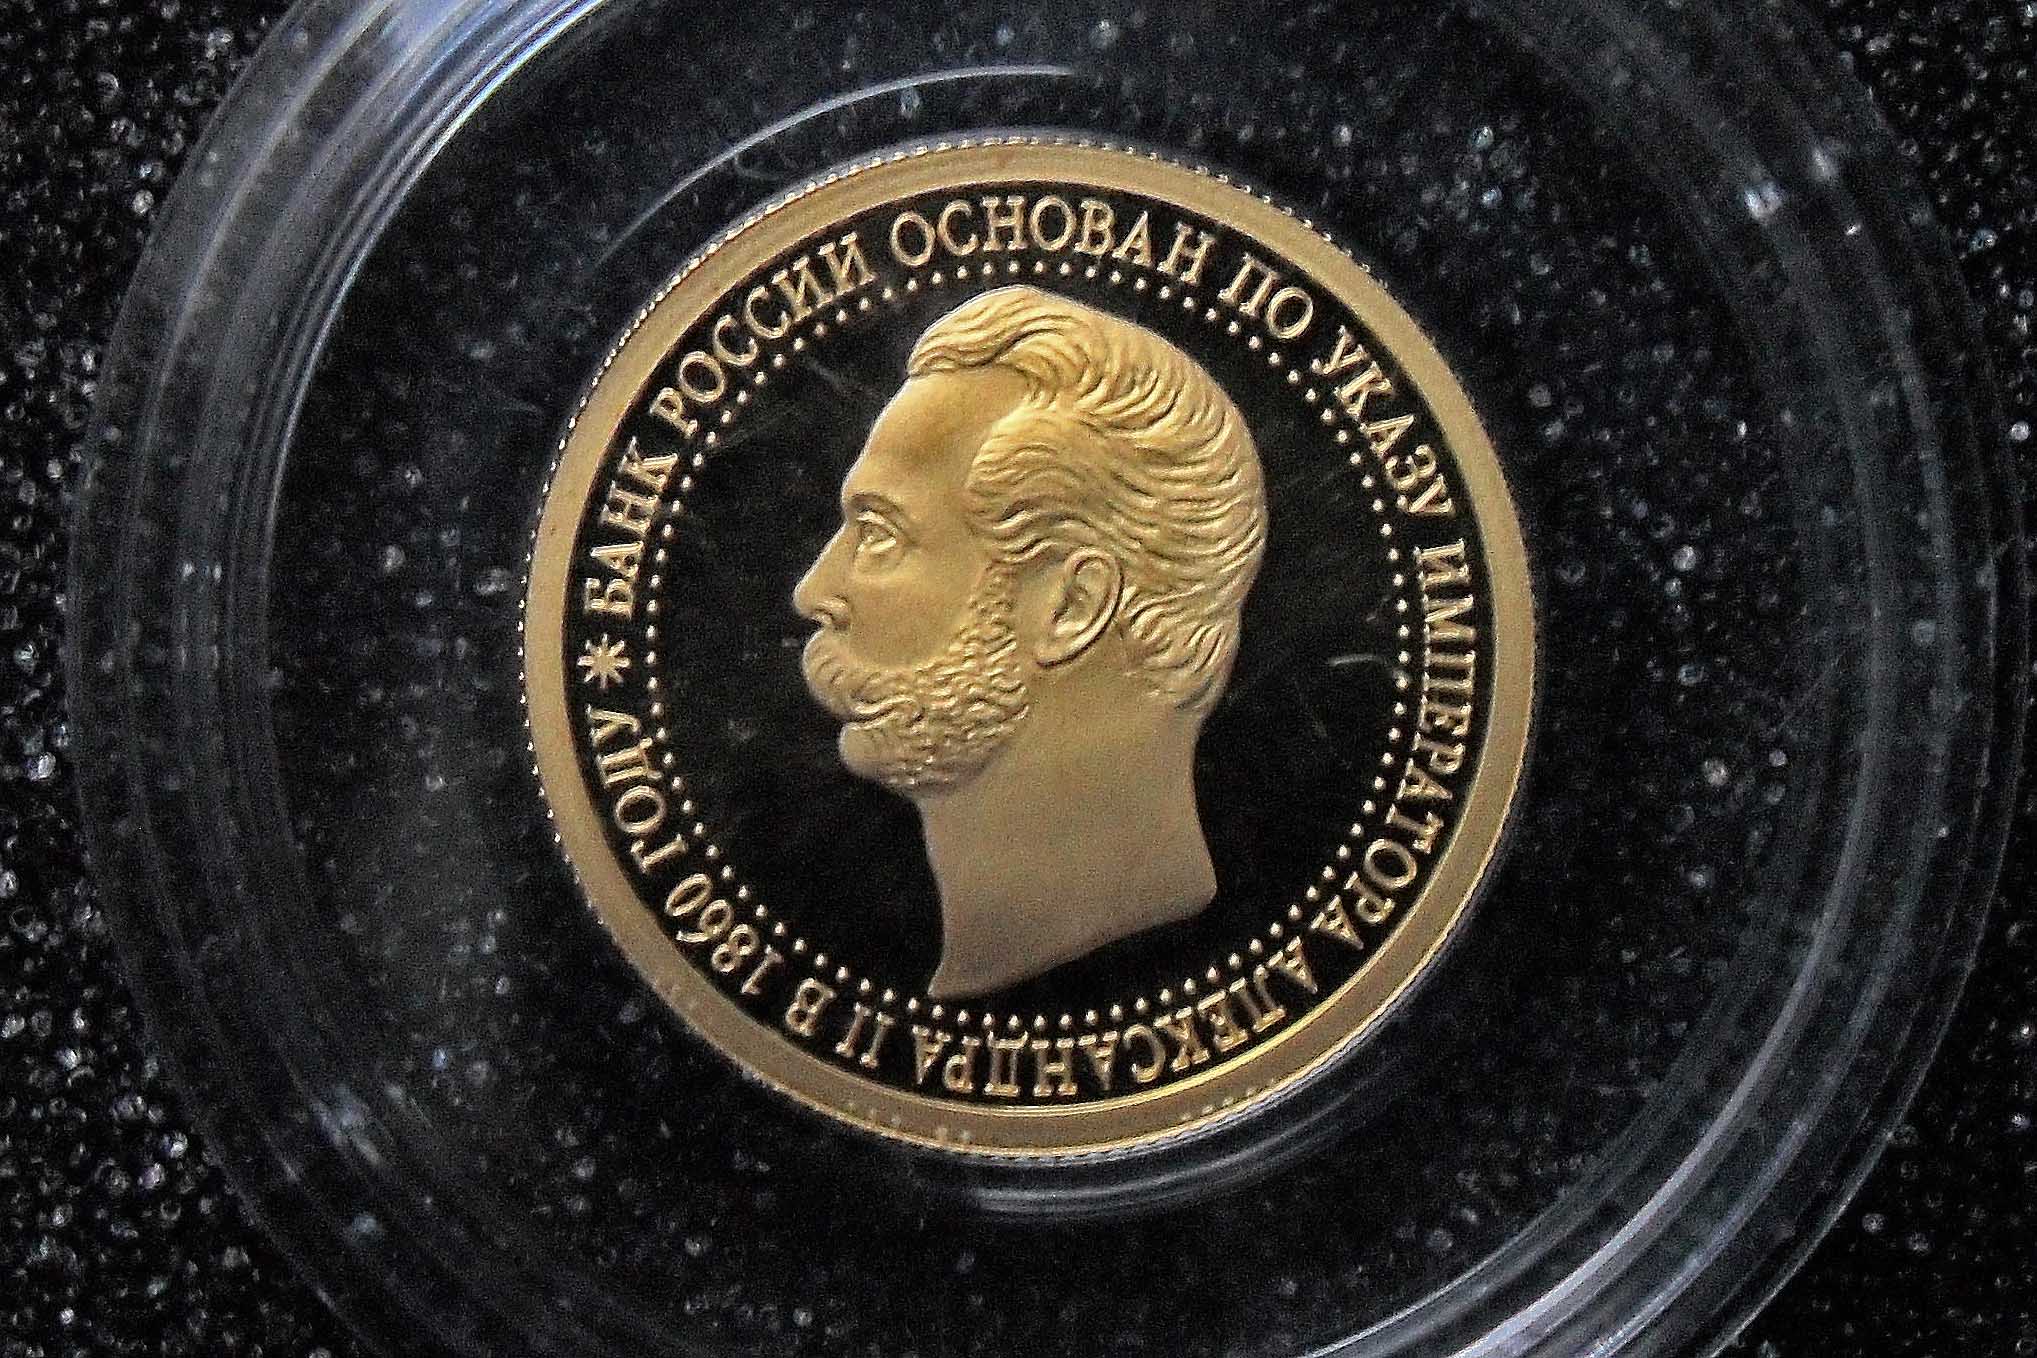 БАНК РОССИИ ОСНОВАН ПО УКАЗУ ИМПЕРАТОРА АЛЕКСАНДРА II В 1860 ГОДУ